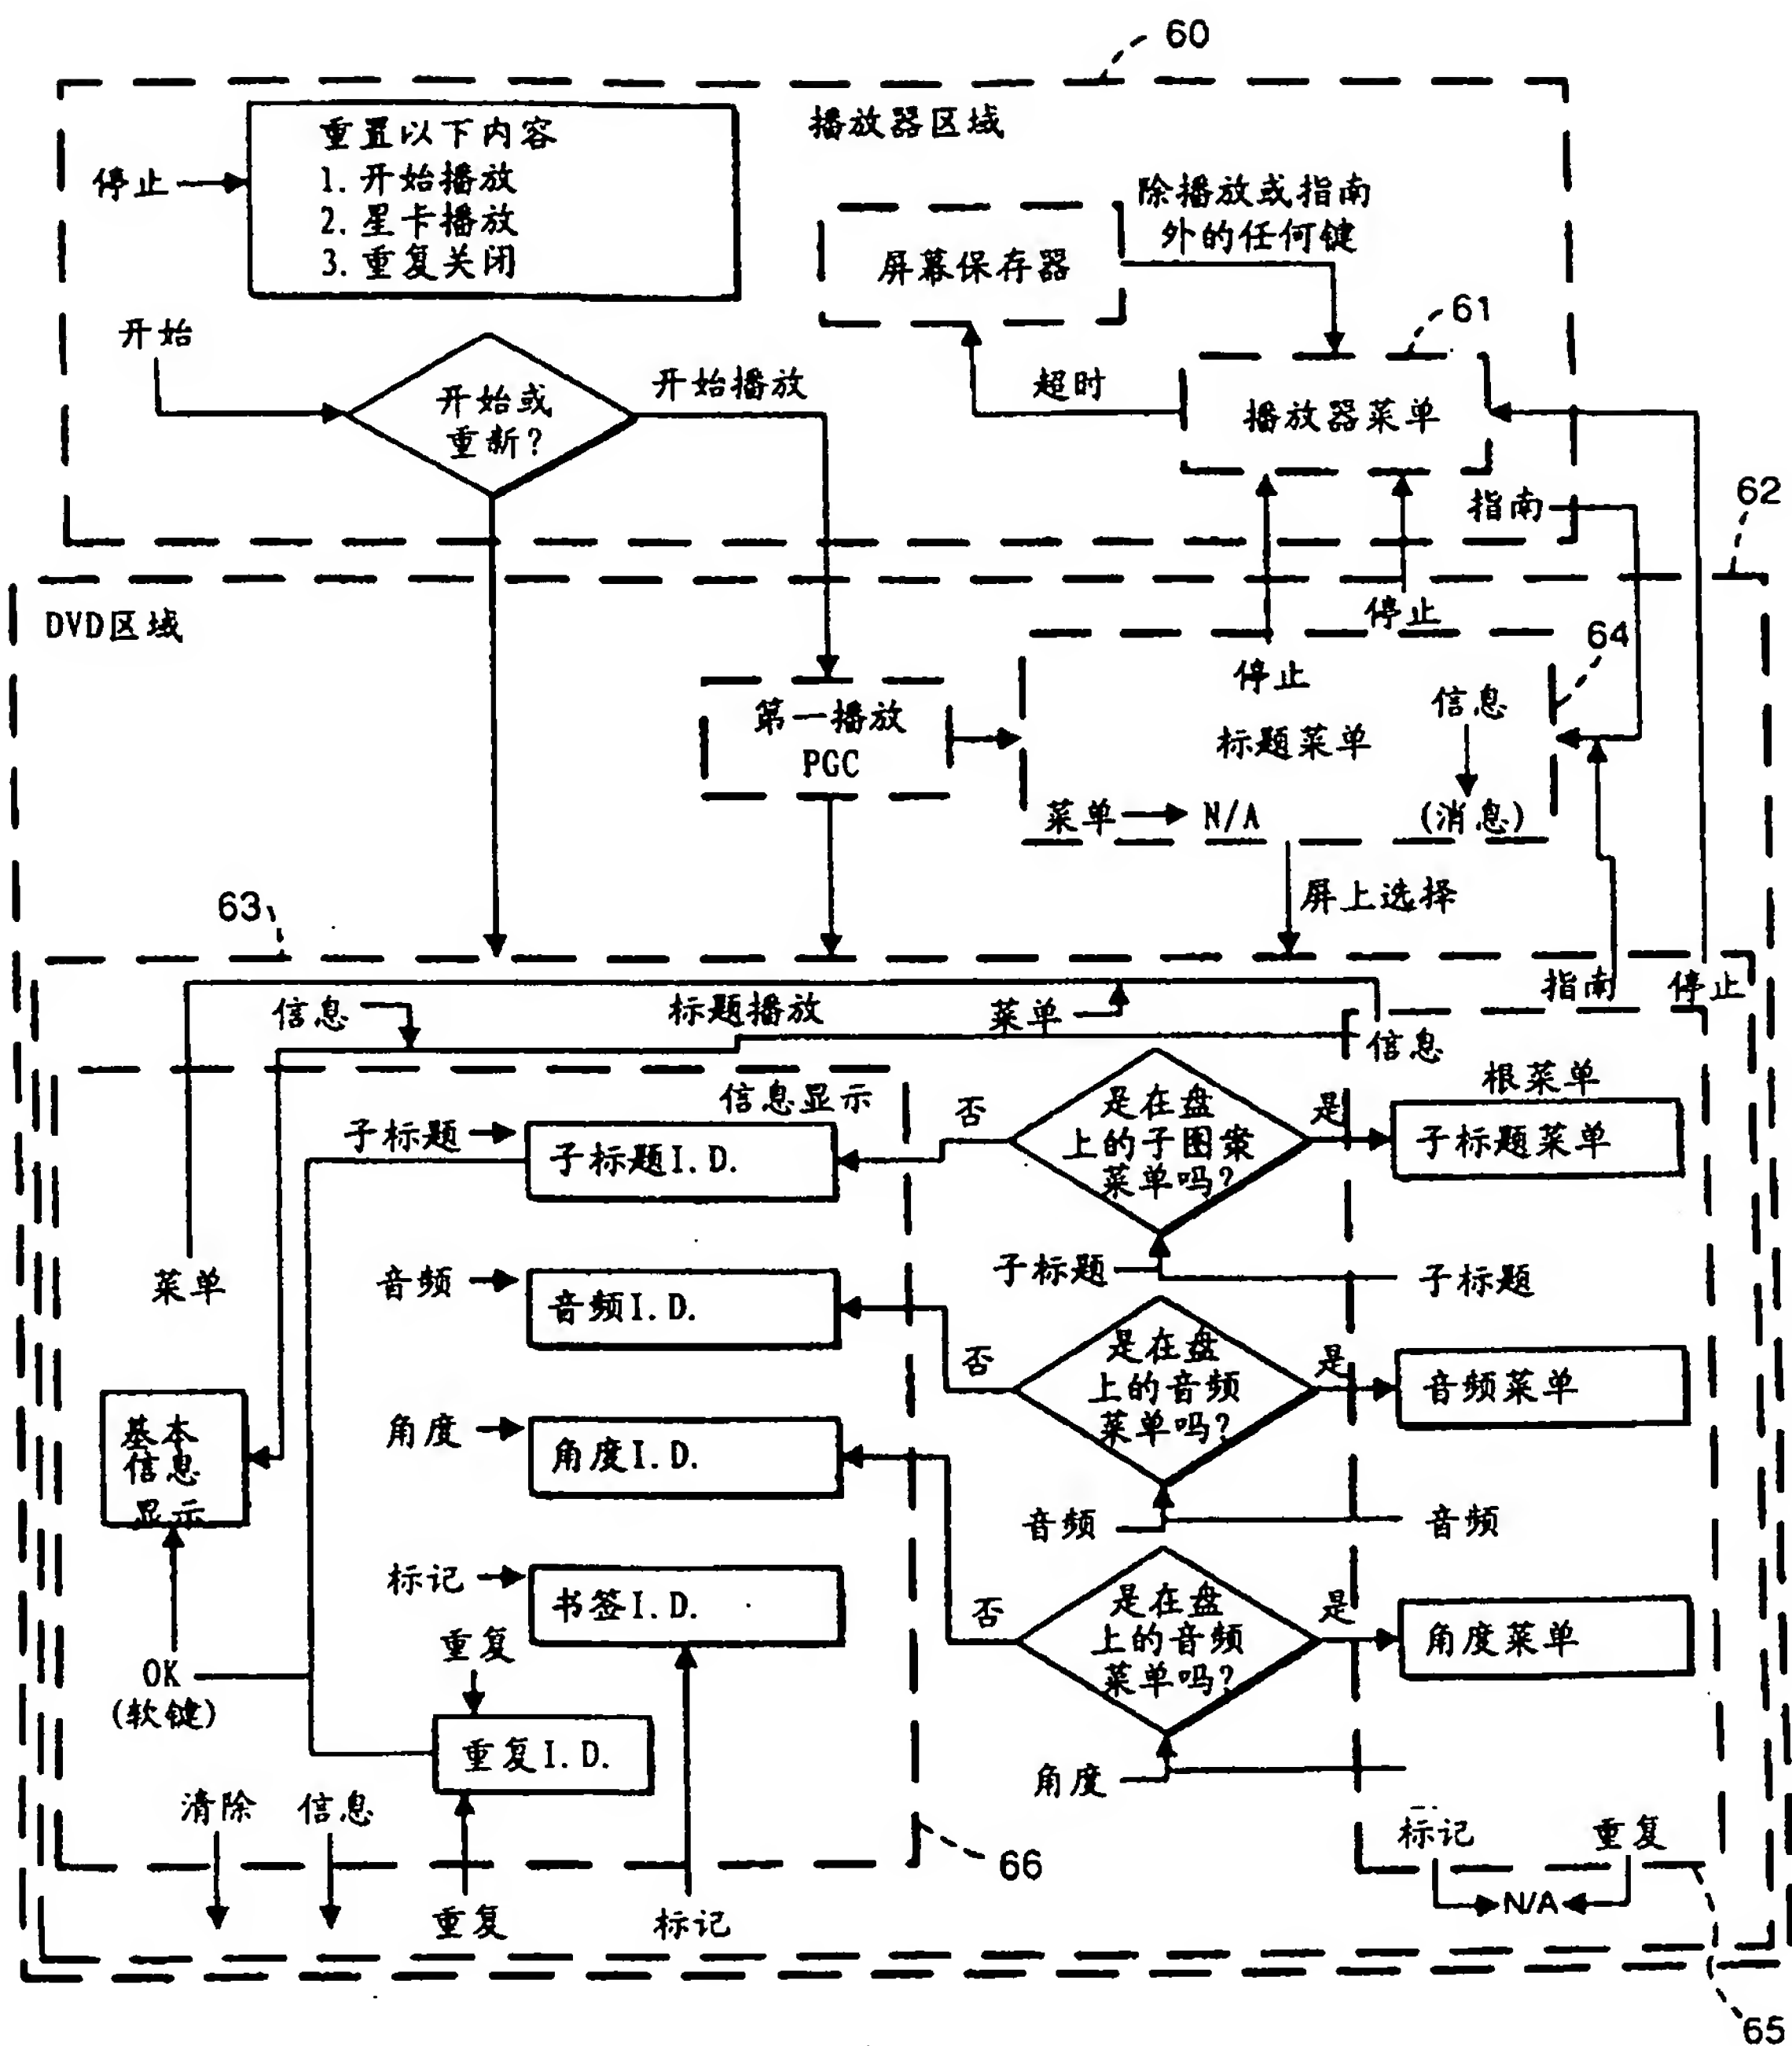 60
播放器区域
重置以下内容
1.开始播放
2.星卡播放
3.重复关闭
停止
除播放或指南
外的任何键
屏幕保存器
61
开始
开始或
重新?
开始播放
超时
播放器菜单
指南
62
DVD区域
停止
64
停止
信息
第一播放
PGC
标题菜单
菜单
N/A
(消息)
屏上选择
63
指南
停止
信息
标题播放
菜单
信息
信息显示
根菜单
子标题
子标题I.D.
否
是在盘
上的子图案
菜单吗?
是
子标题菜单
菜单
子标题
子标题
音频
音频I.D.
否
是在盘
上的音频
菜单吗?
是
音频菜单
基本
信息
显示
角度
角度I.D.
音频
音频
标记
书签I.D.
否
是在盘
上的音频
菜单吗?
是
角度菜单
重复
OK
(软键)
重复I.D.
角度
清除
信息
标记
重复
66
重复
标记
N/A
65